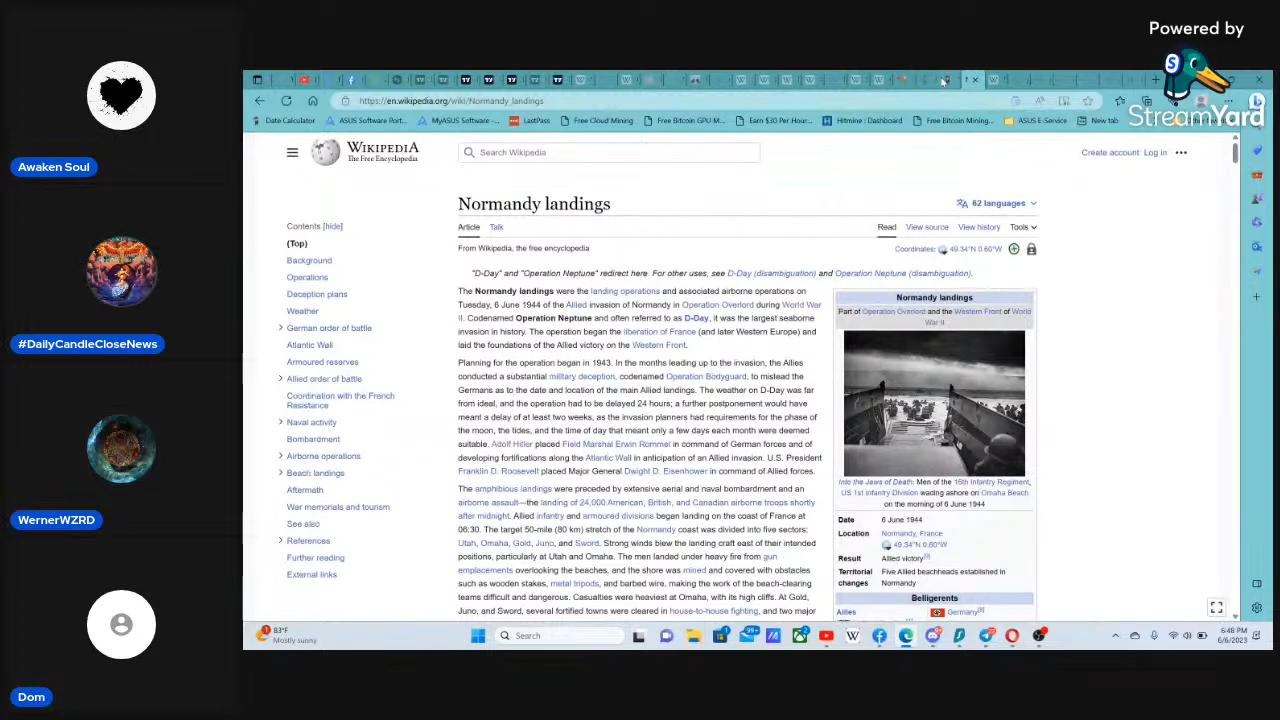 Powered by
StreamYard
Awaken Soul
#DailyCandleCloseNews
WernerWZRD
Dom
https://en.wikipedia.org/wiki/Normandy_landings
Date Calculator
ASUS Software Port...
MyASUS Software -...
LastPass
Free Cloud Mining
Free Bitcoin GPU M...
Earn $30 Per Hour...
Hitmine : Dashboard
Free Bitcoin Mining...
ASUS E-Service
New tab
WIKIPEDIA
The Free Encyclopedia
Search Wikipedia
Create account Log in
Contents [hide]
(Top)
Background
Operations
Deception plans
Weather
German order of battle
Atlantic Wall
Armoured reserves
Allied order of battle
Coordination with the French
Resistance
Naval activity
Bombardment
Airborne operations
Beach landings
Aftermath
War memorials and tourism
See also
References
Further reading
External links
Normandy landings
62 languages
Article Talk
Read View source View history Tools
From Wikipedia, the free encyclopedia
Coordinates: 49.34°N 0.60°W
"D-Day" and "Operation Neptune" redirect here. For other uses, see D-Day (disambiguation) and Operation Neptune (disambiguation).
The Normandy landings were the landing operations and associated airborne operations on
Tuesday, 6 June 1944 of the Allied invasion of Normandy in Operation Overlord during World War
II. Codenamed Operation Neptune and often referred to as D-Day, it was the largest seaborne
invasion in history. The operation began the liberation of France (and later Western Europe) and
laid the foundations of the Allied victory on the Western Front.
Planning for the operation began in 1943. In the months leading up to the invasion, the Allies
conducted a substantial military deception, codenamed Operation Bodyguard, to mislead the
Germans as to the date and location of the main Allied landings. The weather on D-Day was far
from ideal, and the operation had to be delayed 24 hours; a further postponement would have
meant a delay of at least two weeks, as the invasion planners had requirements for the phase of
the moon, the tides, and the time of day that meant only a few days each month were deemed
suitable. Adolf Hitler placed Field Marshal Erwin Rommel in command of German forces and of
developing fortifications along the Atlantic Wall in anticipation of an Allied invasion. U.S. President
Franklin D. Roosevelt placed Major General Dwight D. Eisenhower in command of Allied forces.
The amphibious landings were preceded by extensive aerial and naval bombardment and an
airborne assault—the landing of 24,000 American, British, and Canadian airborne troops shortly
after midnight. Allied infantry and armoured divisions began landing on the coast of France at
06:30. The target 50-mile (80 km) stretch of the Normandy coast was divided into five sectors:
Utah, Omaha, Gold, Juno, and Sword. Strong winds blew the landing craft east of their intended
positions, particularly at Utah and Omaha. The men landed under heavy fire from gun
emplacements overlooking the beaches, and the shore was mined and covered with obstacles
such as wooden stakes, metal tripods, and barbed wire, making the work of the beach-clearing
teams difficult and dangerous. Casualties were heaviest at Omaha, with its high cliffs. At Gold,
Juno, and Sword, several fortified towns were cleared in house-to-house fighting, and two major
Normandy landings
Part of Operation Overlord and the Western Front of World
War II
Into the Jaws of Death: Men of the 16th Infantry Regiment,
US 1st Infantry Division wading ashore on Omaha Beach
on the morning of 6 June 1944
Date 6 June 1944
Location Normandy, France
49.34°N 0.60°W
Result Allied victory[9]
Territorial Five Allied beachheads established in
changes Normandy
Belligerents
Allies Germany[8]
83°F
Mostly sunny
Search
99+
6:48 PM
6/6/2023